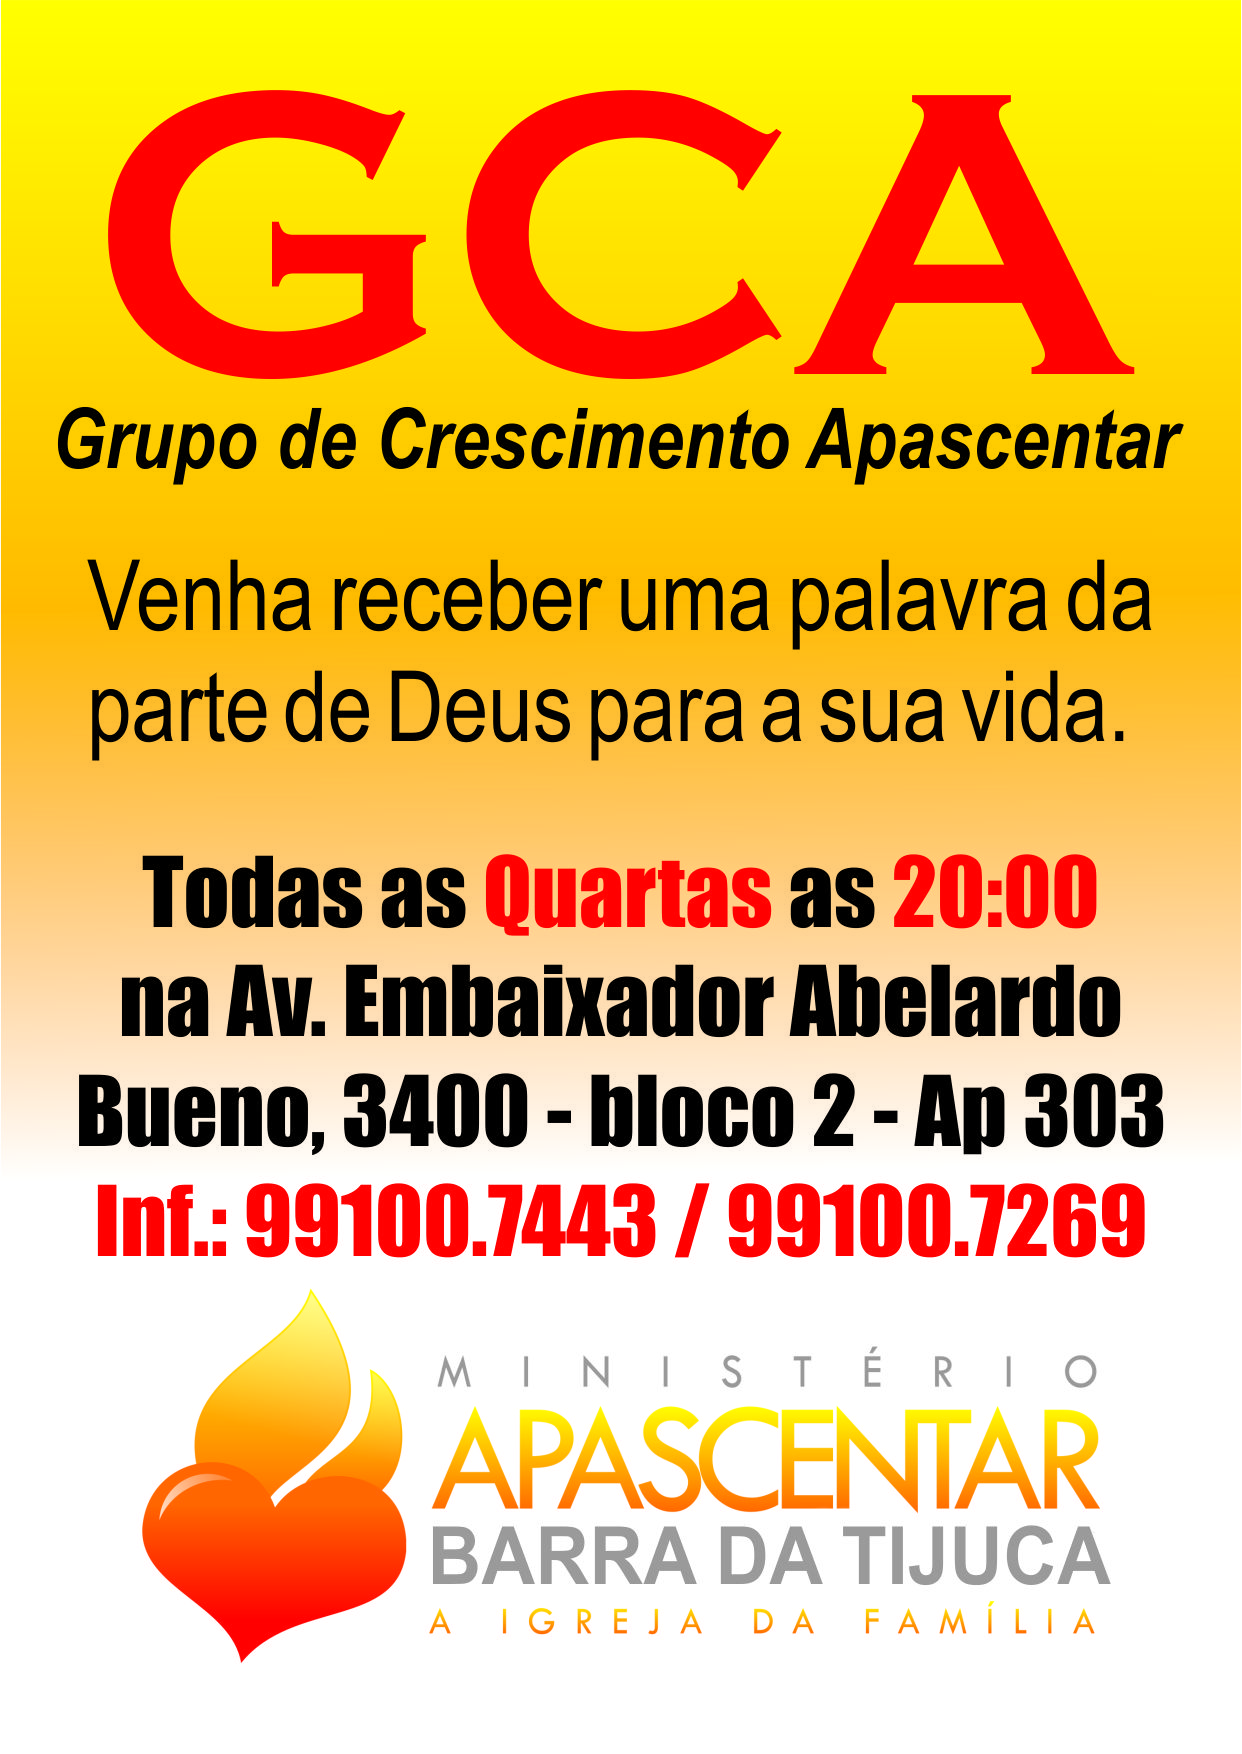 GCA
Grupo de Crescimento Apascentar
Venha receber uma palavra da
parte de Deus para a sua vida.
Todas as Quartas as 20:00
na Av. Embaixador Abelardo
Bueno, 3400 - bloco 2 - Ap 303
Inf.: 99100.7443 / 99100.7269
MINISTÉRIO
APASCENTAR
BARRA DA TIJUCA
A IGREJA DA FAMÍLIA